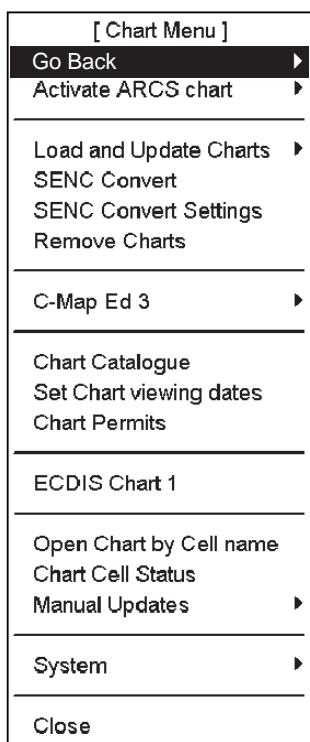 [ Chart Menu ]
Go Back
Activate ARCS chart
Load and Update Charts
SENC Convert
SENC Convert Settings
Remove Charts
C-Map Ed 3
Chart Catalogue
Set Chart viewing dates
Chart Permits
ECDIS Chart 1
Open Chart by Cell name
Chart Cell Status
Manual Updates
System
Close